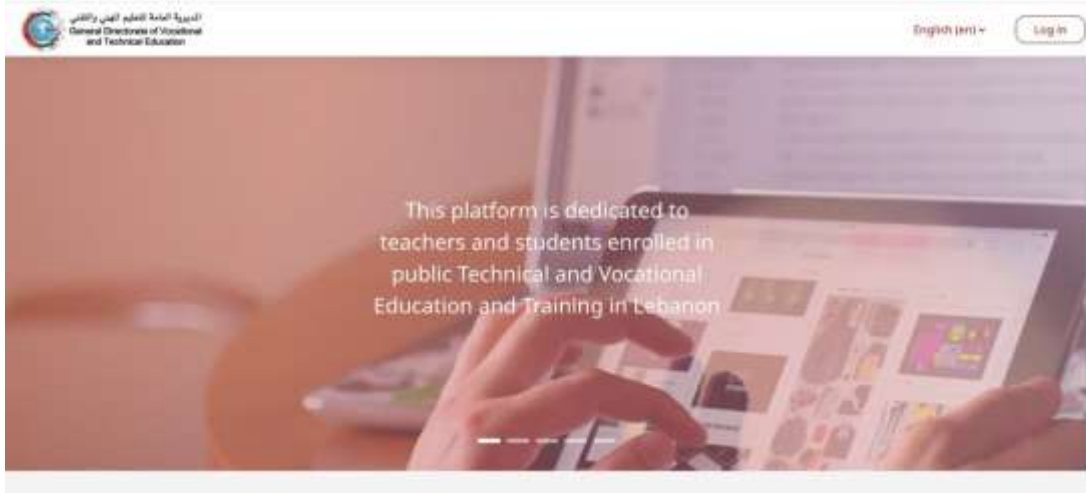 المديرية العامة للتعليم المهني والتقني
General Directorate of Vocational
and Technical Education
English (en)
Log in
This platform is dedicated to
teachers and students enrolled in
public Technical and Vocational
Education and Training in Lebanon